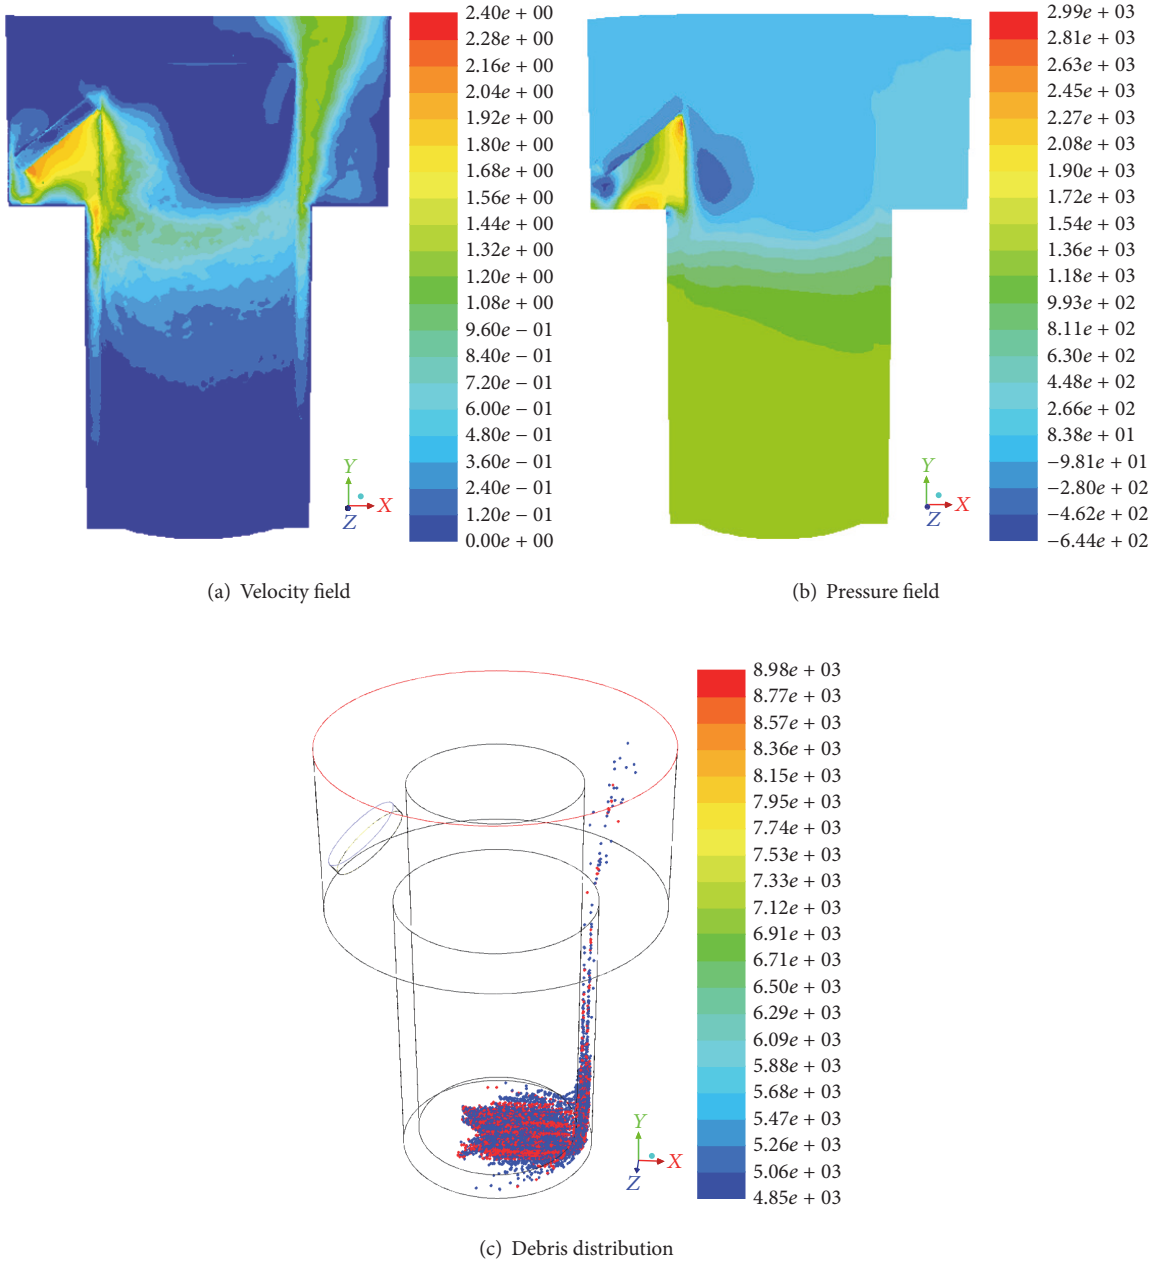 2.40e + 00
2.28e + 00
2.16e + 00
2.04e + 00
1.92e + 00
1.80e + 00
1.68e + 00
1.56e + 00
1.44e + 00
1.32e + 00
1.20e + 00
1.08e + 00
9.60e − 01
8.40e − 01
7.20e − 01
6.00e − 01
4.80e − 01
3.60e − 01
2.40e − 01
1.20e − 01
0.00e + 00
Y
X
Z
(a) Velocity field
2.99e + 03
2.81e + 03
2.63e + 03
2.45e + 03
2.27e + 03
2.08e + 03
1.90e + 03
1.72e + 03
1.54e + 03
1.36e + 03
1.18e + 03
9.93e + 02
8.11e + 02
6.30e + 02
4.48e + 02
2.66e + 02
8.38e + 01
−9.81e + 01
−2.80e + 02
−4.62e + 02
−6.44e + 02
Y
X
Z
(b) Pressure field
8.98e + 03
8.77e + 03
8.57e + 03
8.36e + 03
8.15e + 03
7.95e + 03
7.74e + 03
7.53e + 03
7.33e + 03
7.12e + 03
6.91e + 03
6.71e + 03
6.50e + 03
6.29e + 03
6.09e + 03
5.88e + 03
5.68e + 03
5.47e + 03
5.26e + 03
5.06e + 03
4.85e + 03
Y
X
Z
(c) Debris distribution